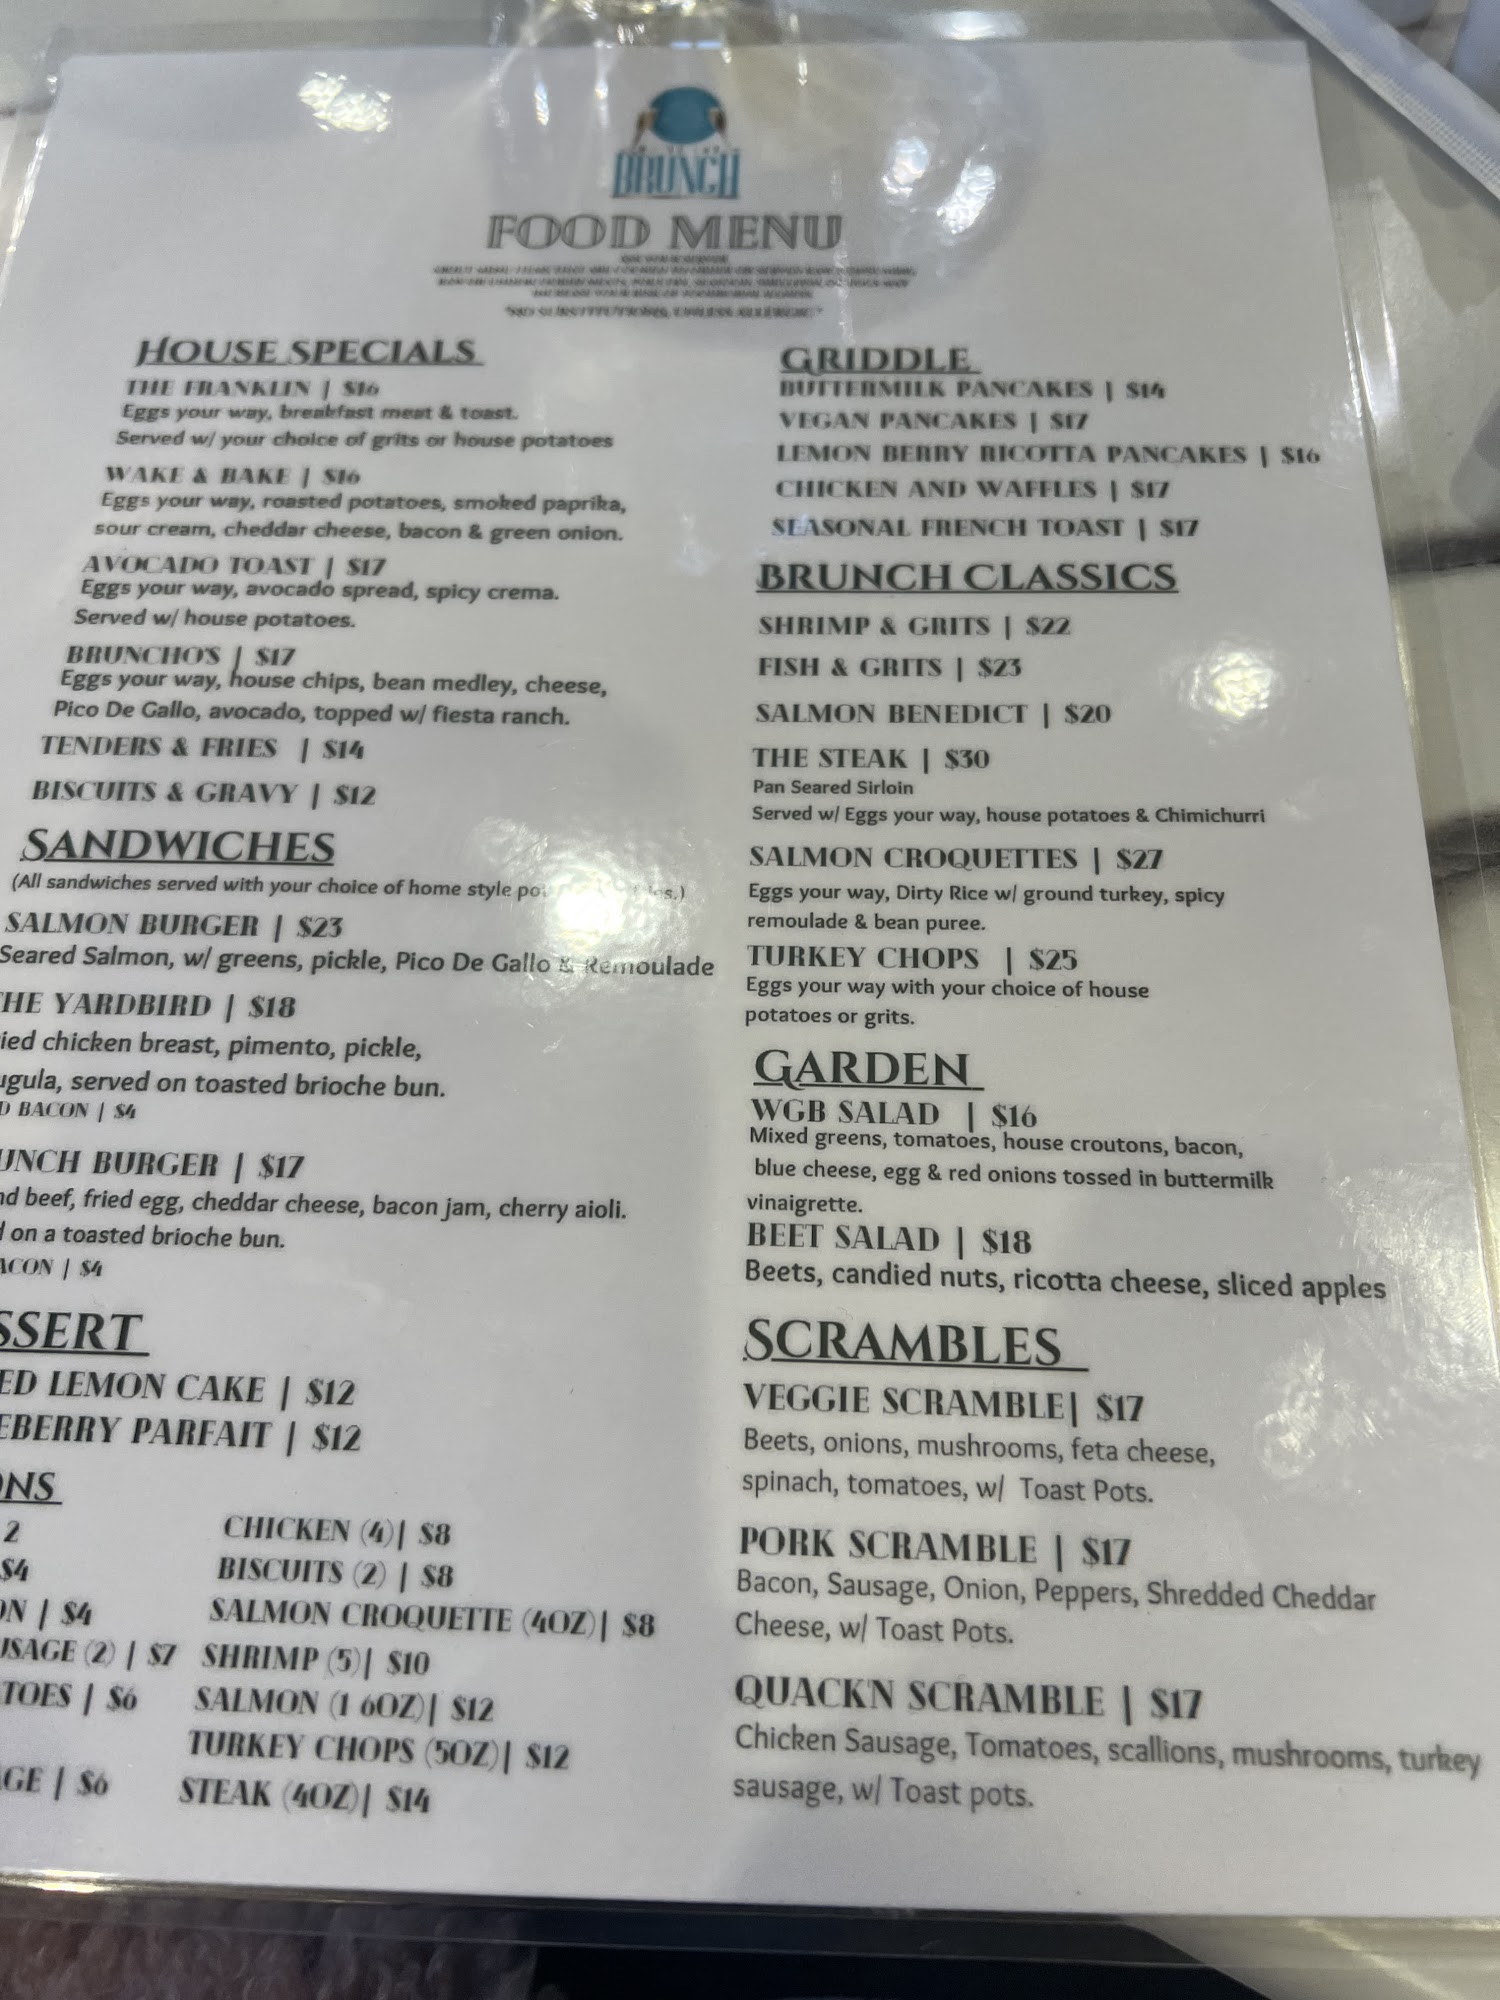 BRUNCH
FOOD MENU
*NO SUBSTITUTIONS, UNLESS ALLERGIC*
HOUSE SPECIALS
THE FRANKLIN | $16
Eggs your way, breakfast meat & toast.
Served w/ your choice of grits or house potatoes
WAKE & BAKE | $16
Eggs your way, roasted potatoes, smoked paprika,
sour cream, cheddar cheese, bacon & green onion.
AVOCADO TOAST | $17
Eggs your way, avocado spread, spicy crema.
Served w/ house potatoes.
BRUNCHO'S | $17
Eggs your way, house chips, bean medley, cheese,
Pico De Gallo, avocado, topped w/ fiesta ranch.
TENDERS & FRIES | $14
BISCUITS & GRAVY | $12
SANDWICHES
(All sandwiches served with your choice of home style
SALMON BURGER | $23
Seared Salmon, w/ greens, pickle, Pico De Gallo & Remoulade
HE YARDBIRD | $18
ied chicken breast, pimento, pickle,
ugula, served on toasted brioche bun.
D BACON | $4
UNCH BURGER | $17
nd beef, fried egg, cheddar cheese, bacon jam, cherry aioli.
d on a toasted brioche bun.
ACON | $4
SSERT
ED LEMON CAKE | $12
EBERRY PARFAIT | $12
ONS
2
$4
ON | $4
USAGE (2) | $7
TOES | $6
GE | $6
CHICKEN (4)| $8
BISCUITS (2) | $8
SALMON CROQUETTE (4OZ)| $8
SHRIMP (5)| $10
SALMON (1 6OZ)| $12
TURKEY CHOPS (5OZ)| $12
STEAK (4OZ)| $14
GRIDDLE
BUTTERMILK PANCAKES | $14
VEGAN PANCAKES | $17
LEMON BERRY RICOTTA PANCAKES | $16
CHICKEN AND WAFFLES | $17
SEASONAL FRENCH TOAST | $17
BRUNCH CLASSICS
SHRIMP & GRITS | $22
FISH & GRITS | $23
SALMON BENEDICT | $20
THE STEAK | $30
Pan Seared Sirloin
Served w/ Eggs your way, house potatoes & Chimichurri
SALMON CROQUETTES | $27
Eggs your way, Dirty Rice w/ ground turkey, spicy
remoulade & bean puree.
TURKEY CHOPS | $25
Eggs your way with your choice of house
potatoes or grits.
GARDEN
WGB SALAD | $16
Mixed greens, tomatoes, house croutons, bacon,
blue cheese, egg & red onions tossed in buttermilk
vinaigrette.
BEET SALAD | $18
Beets, candied nuts, ricotta cheese, sliced apples
SCRAMBLES
VEGGIE SCRAMBLE| $17
Beets, onions, mushrooms, feta cheese,
spinach, tomatoes, w/ Toast Pots.
PORK SCRAMBLE | $17
Bacon, Sausage, Onion, Peppers, Shredded Cheddar
Cheese, w/ Toast Pots.
QUACK'N SCRAMBLE | $17
Chicken Sausage, Tomatoes, scallions, mushrooms, turkey
sausage, w/ Toast pots.